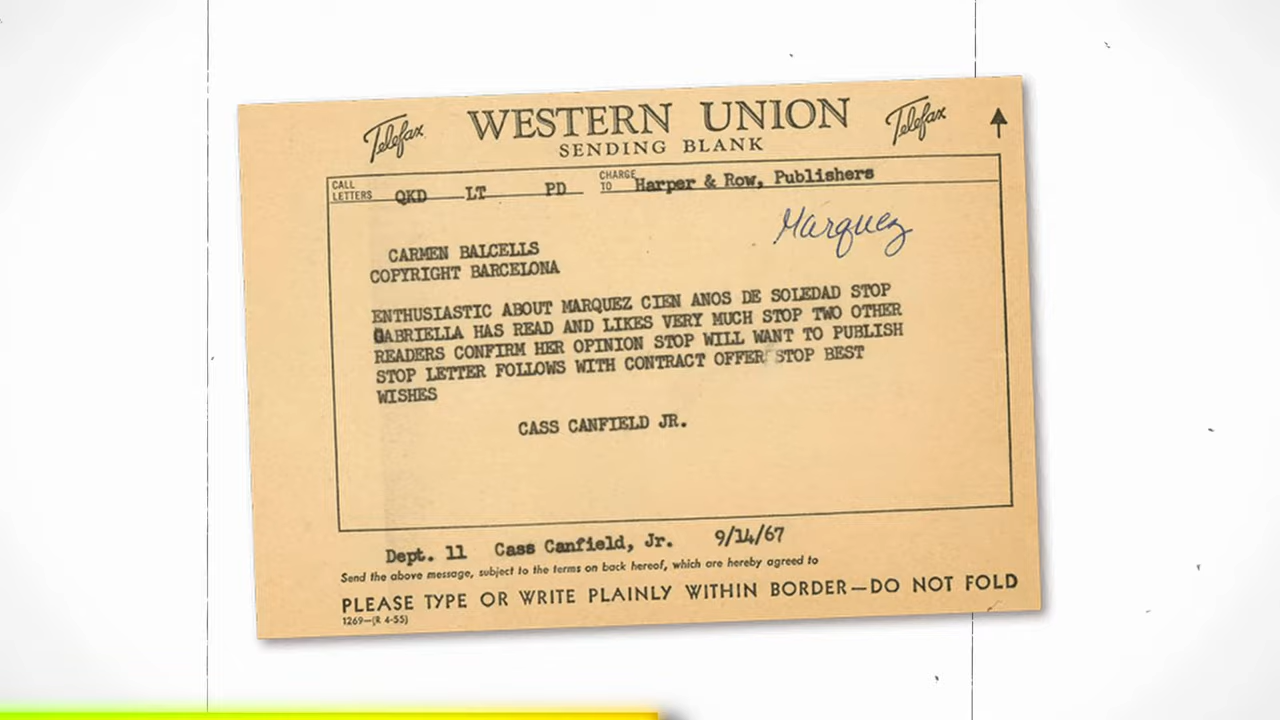 Telefax WESTERN UNION Telefax
SENDING BLANK
CALL LETTERS QKD LT PD CHARGE TO Harper & Row, Publishers
Marquez
CARMEN BALCELLS
COPYRIGHT BARCELONA
ENTHUSIASTIC ABOUT MARQUEZ CIEN ANOS DE SOLEDAD STOP
GABRIELLA HAS READ AND LIKES VERY MUCH STOP TWO OTHER
READERS CONFIRM HER OPINION STOP WILL WANT TO PUBLISH
STOP LETTER FOLLOWS WITH CONTRACT OFFER STOP BEST
WISHES
CASS CANFIELD JR.
Dept. 11 Cass Canfield, Jr. 9/14/67
Send the above message, subject to the terms on back hereof, which are hereby agreed to
PLEASE TYPE OR WRITE PLAINLY WITHIN BORDER—DO NOT FOLD
1269—(R 4-55)